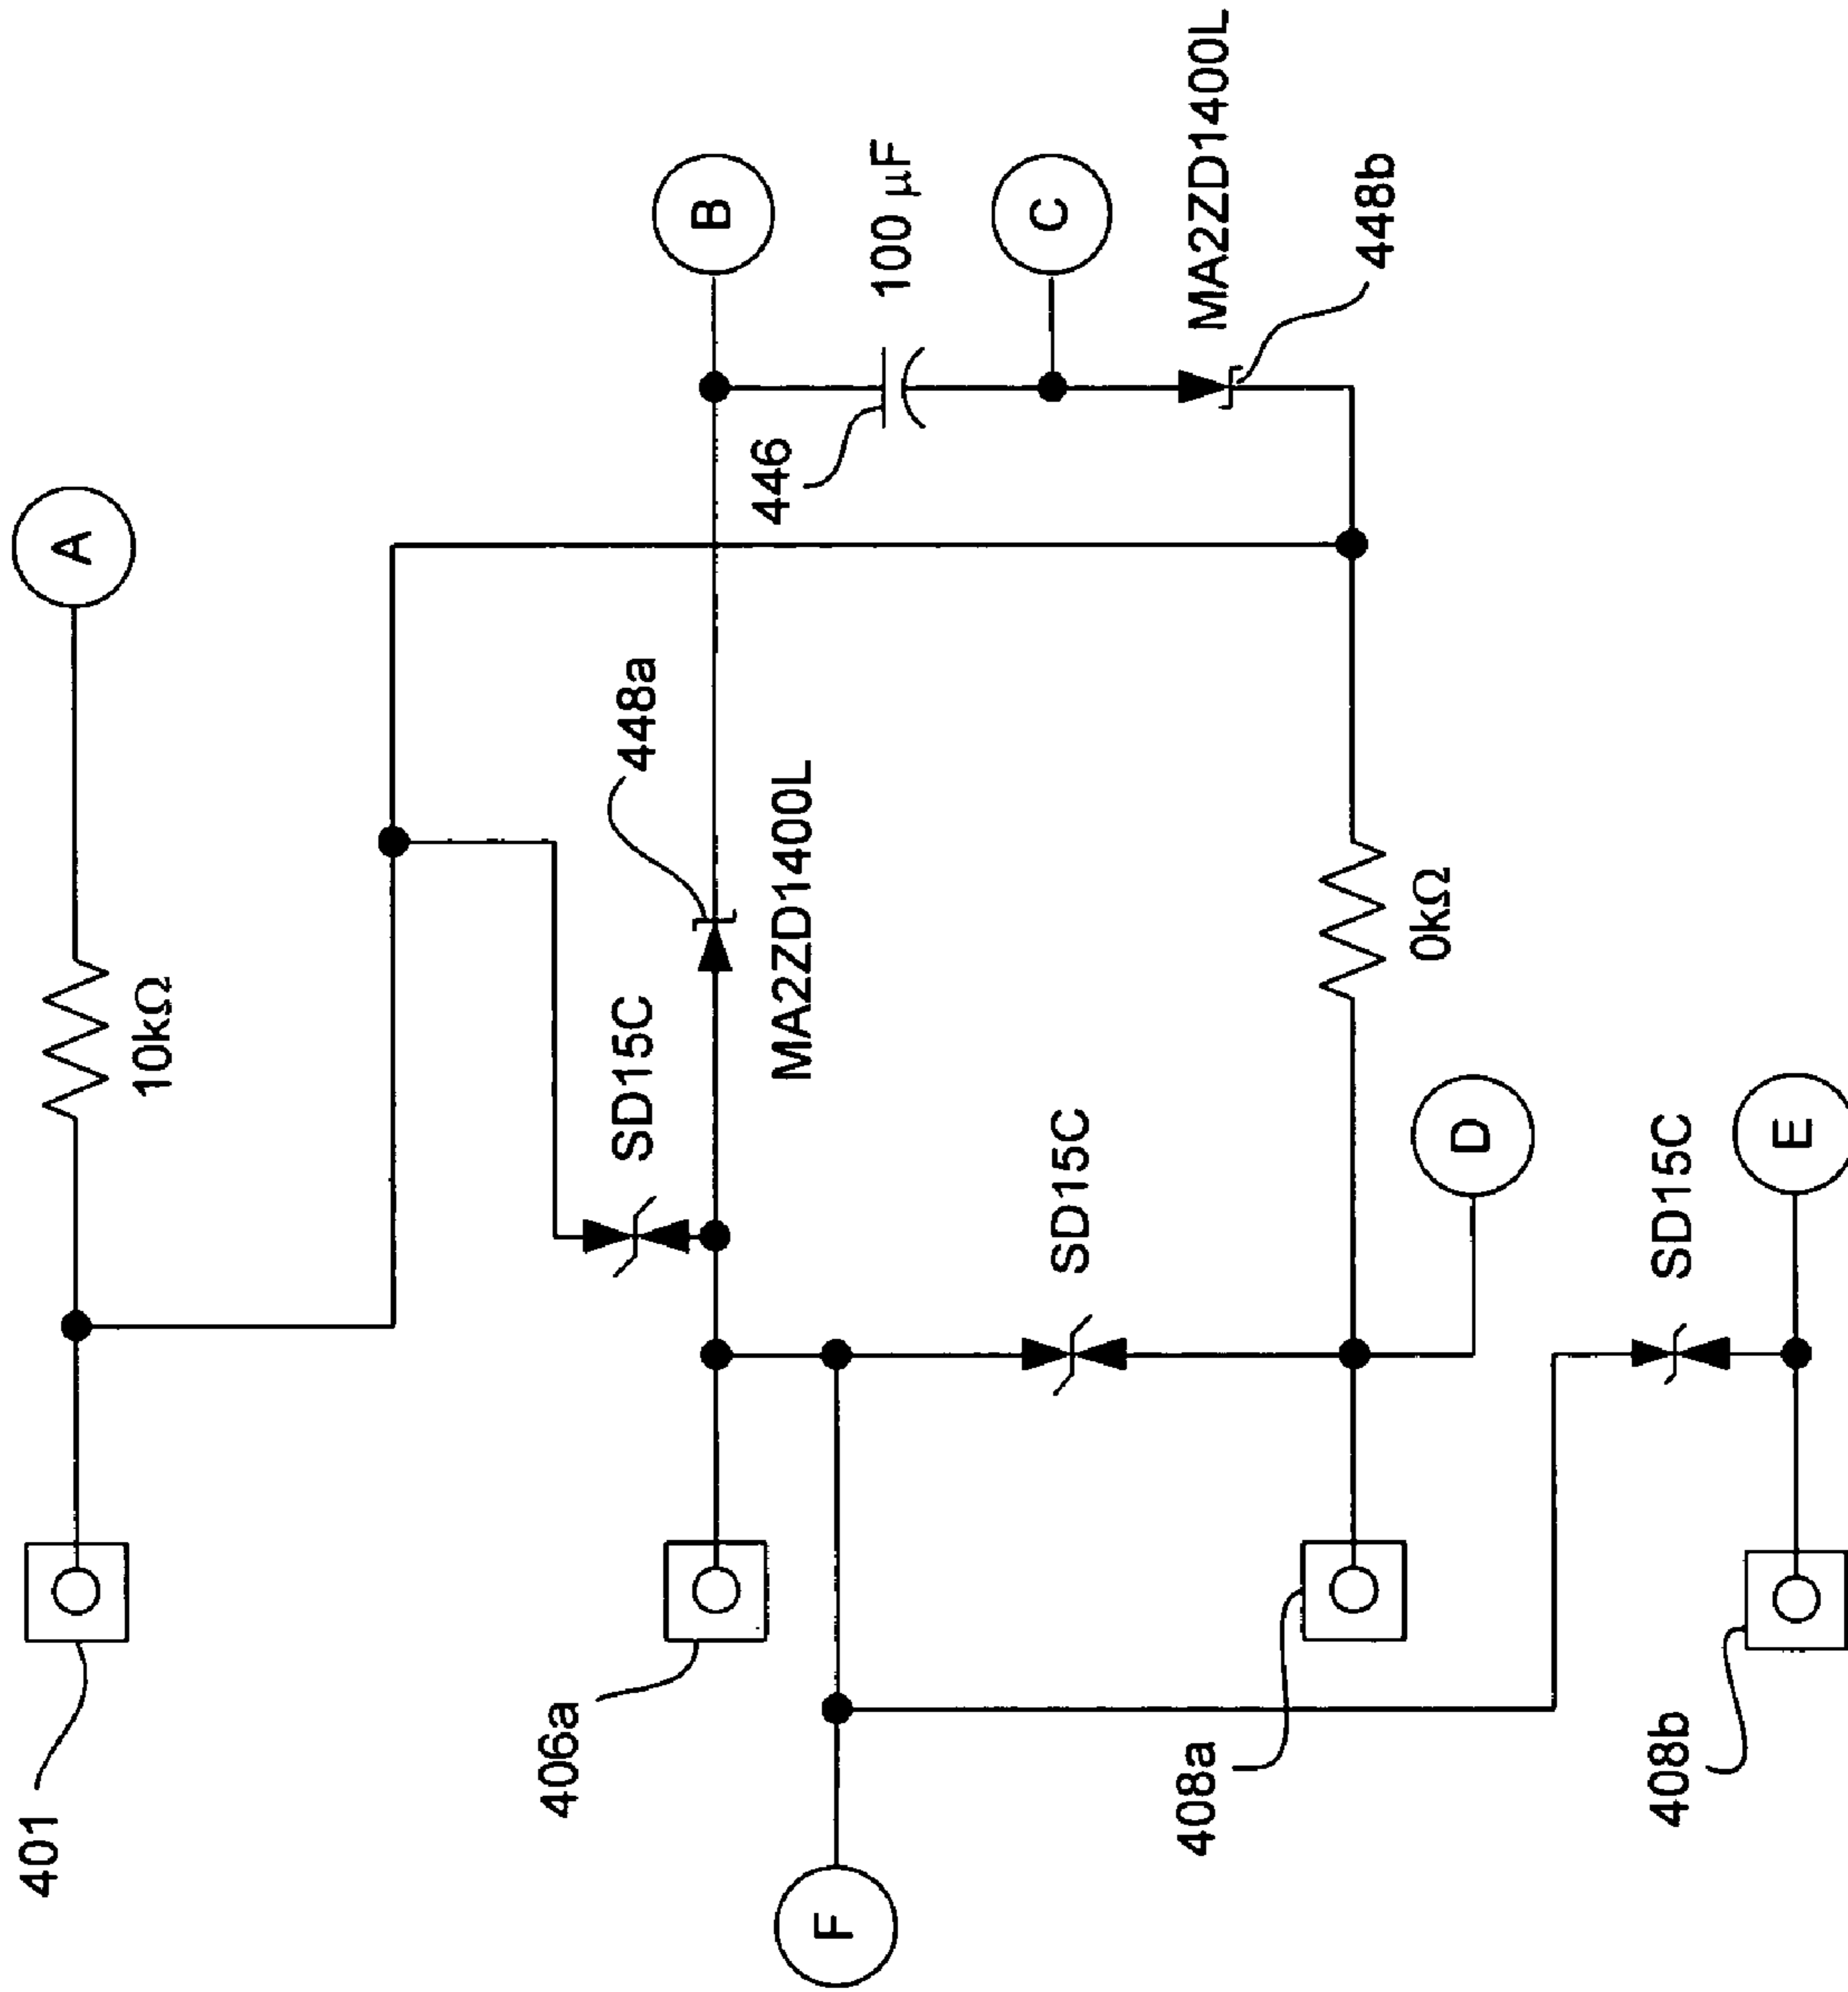 401
A
10kΩ
448a
SD15C
MA2ZD1400L
B
446
100 µF
C
MA2ZD1400L
448b
406a
F
SD15C
0kΩ
D
408a
SD15C
E
408b